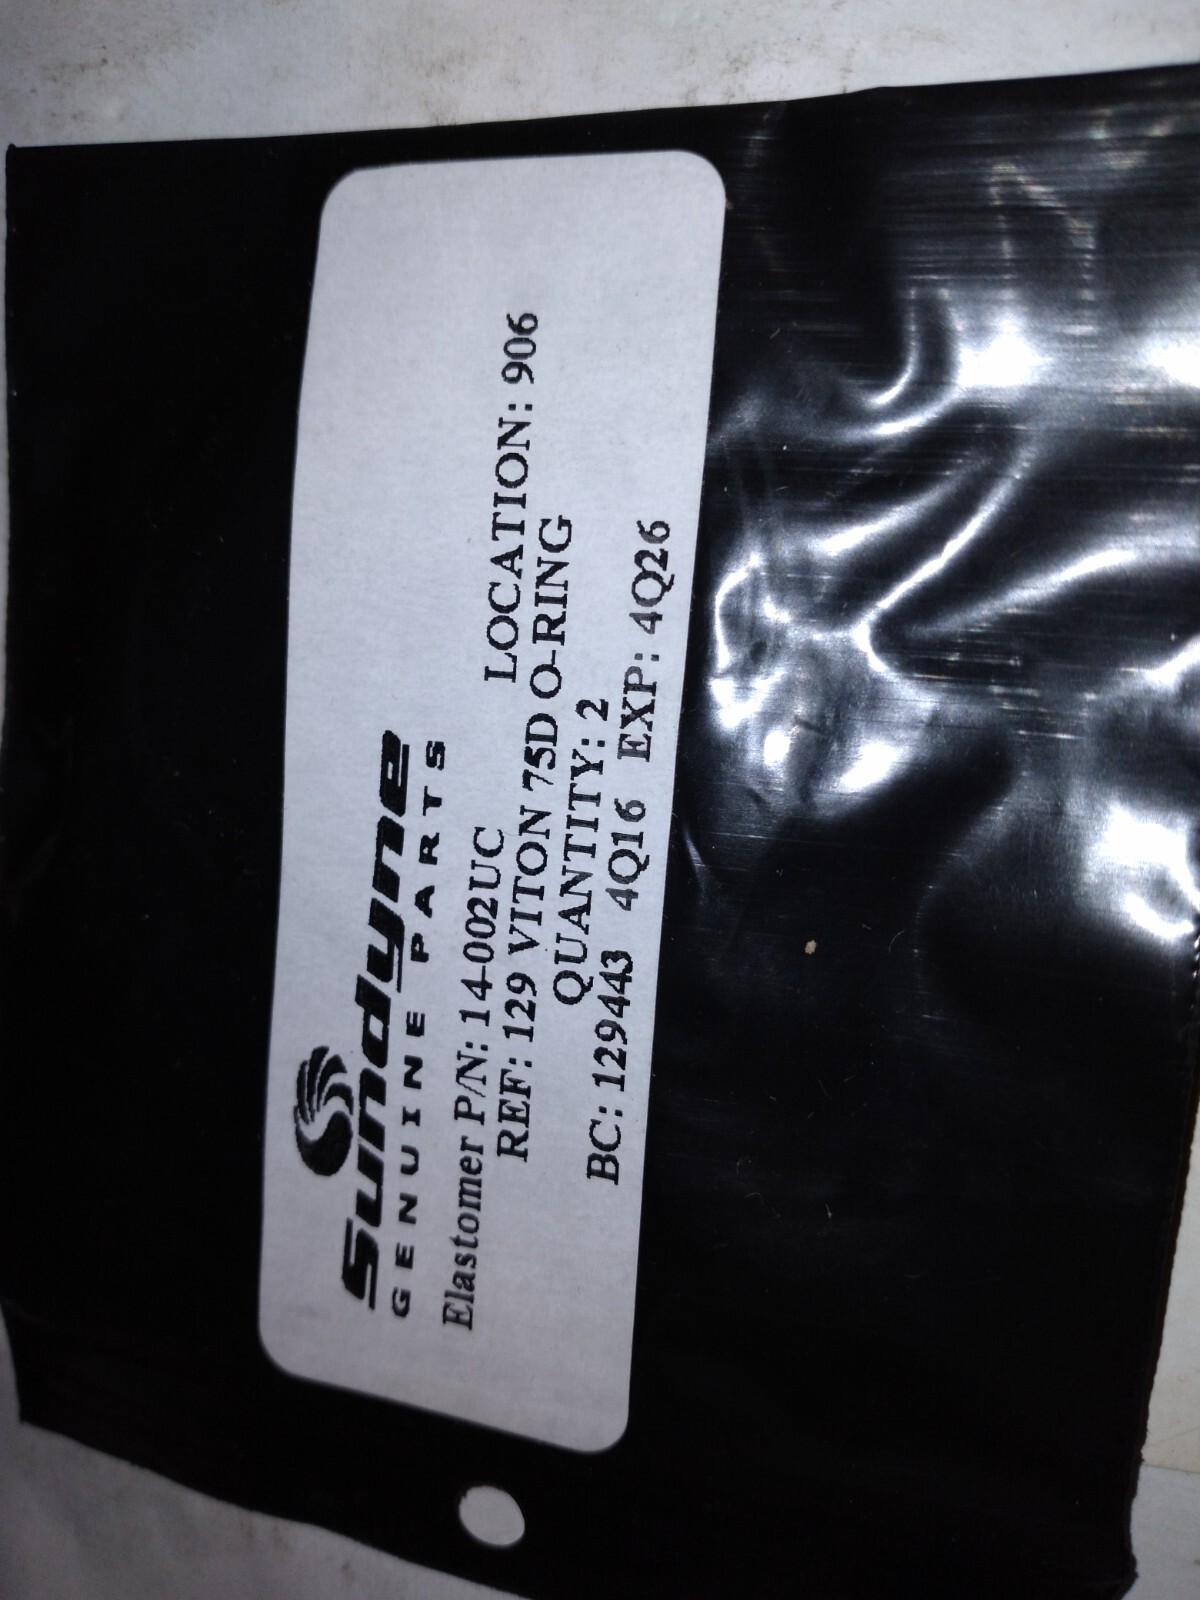 Sundyne
GENUINE PARTS
Elastomer P/N: 14-002UC LOCATION: 906
REF: 129 VITON 75D O-RING
QUANTITY: 2
BC: 129443 4Q16 EXP: 4Q26